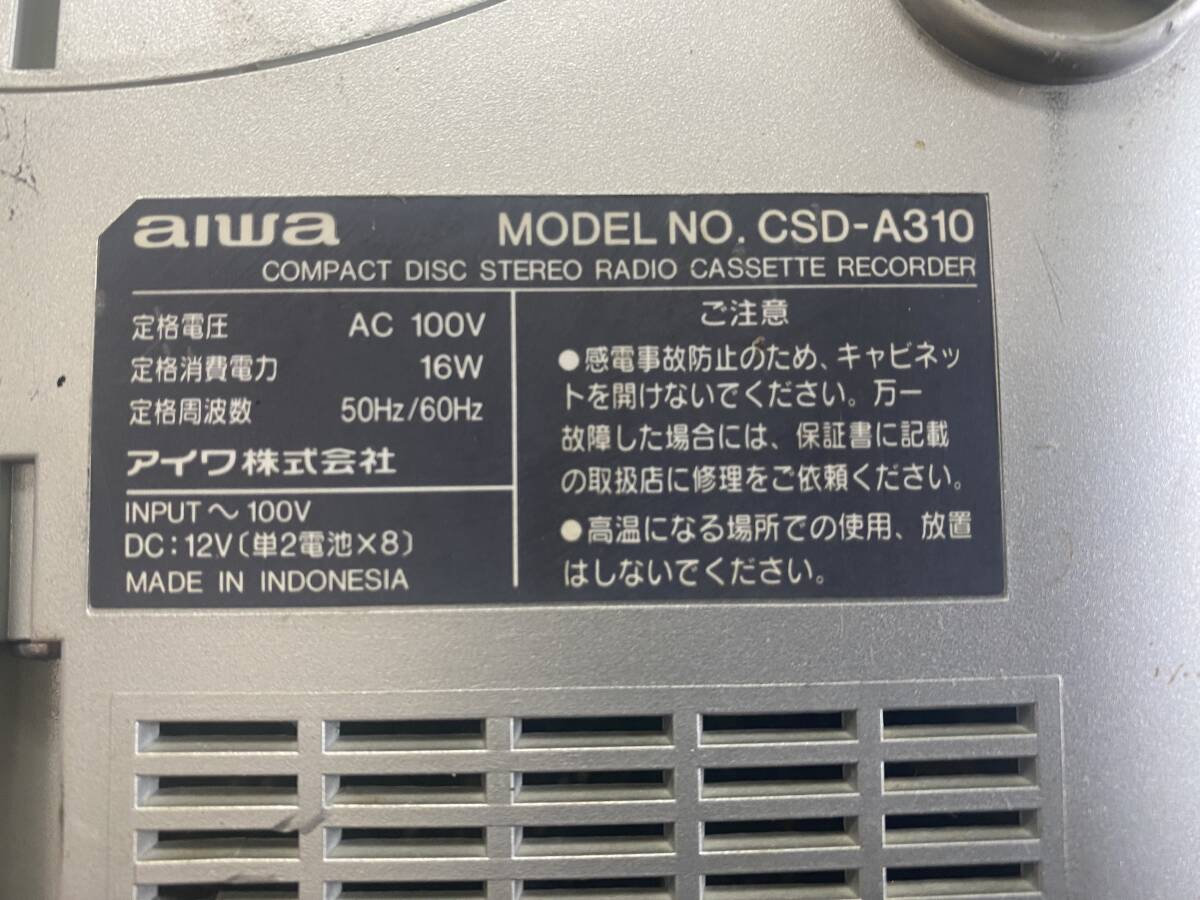 aiwa MODEL NO. CSD-A310
COMPACT DISC STEREO RADIO CASSETTE RECORDER
定格電圧 AC 100V
定格消費電力 16W
定格周波数 50Hz/60Hz
アイワ株式会社
INPUT ～ 100V
DC：12V〔単2電池×8〕
MADE IN INDONESIA
ご注意
●感電事故防止のため、キャビネッ
トを開けないでください。万一
故障した場合には、保証書に記載
の取扱店に修理をご依頼ください。
●高温になる場所での使用、放置
はしないでください。